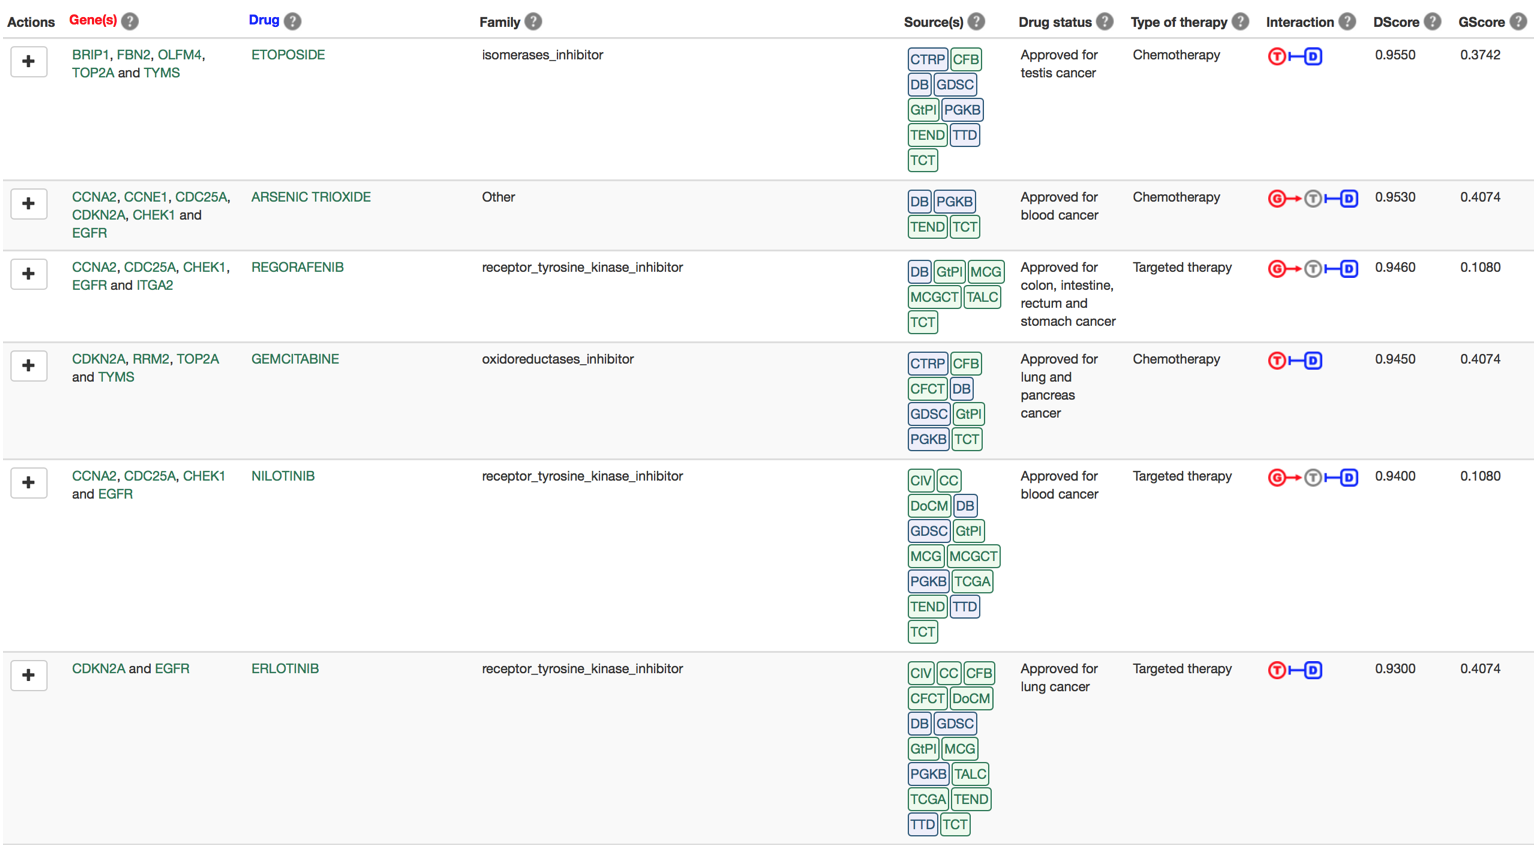 Actions Gene(s) ? Drug ? Family ? Source(s) ? Drug status ? Type of therapy ? Interaction ? DScore ? GScore ?
+ BRIP1, FBN2, OLFM4, ETOPOSIDE isomerases_inhibitor CTRP CFB Approved for Chemotherapy T D 0.9550 0.3742
TOP2A and TYMS testis cancer
DB GDSC
GtPl PGKB
TEND TTD
TCT
+ CCNA2, CCNE1, CDC25A, ARSENIC TRIOXIDE Other DB PGKB Approved for Chemotherapy G T D 0.9530 0.4074
CDKN2A, CHEK1 and TEND TCT blood cancer
EGFR
+ CCNA2, CDC25A, CHEK1, REGORAFENIB receptor_tyrosine_kinase_inhibitor DB GtPl MCG Approved for Targeted therapy G T D 0.9460 0.1080
EGFR and ITGA2 MCGCT TALC colon, intestine,
rectum and
TCT stomach cancer
+ CDKN2A, RRM2, TOP2A GEMCITABINE oxidoreductases_inhibitor CTRP CFB Approved for Chemotherapy T D 0.9450 0.4074
and TYMS CFCT DB lung and
pancreas
GDSC GtPl cancer
PGKB TCT
+ CCNA2, CDC25A, CHEK1 NILOTINIB receptor_tyrosine_kinase_inhibitor CIV CC Approved for Targeted therapy G T D 0.9400 0.1080
and EGFR DoCM DB blood cancer
GDSC GtPl
MCG MCGCT
PGKB TCGA
TEND TTD
TCT
+ CDKN2A and EGFR ERLOTINIB receptor_tyrosine_kinase_inhibitor CIV CC CFB Approved for Targeted therapy T D 0.9300 0.4074
CFCT DoCM lung cancer
DB GDSC
GtPl MCG
PGKB TALC
TCGA TEND
TTD TCT